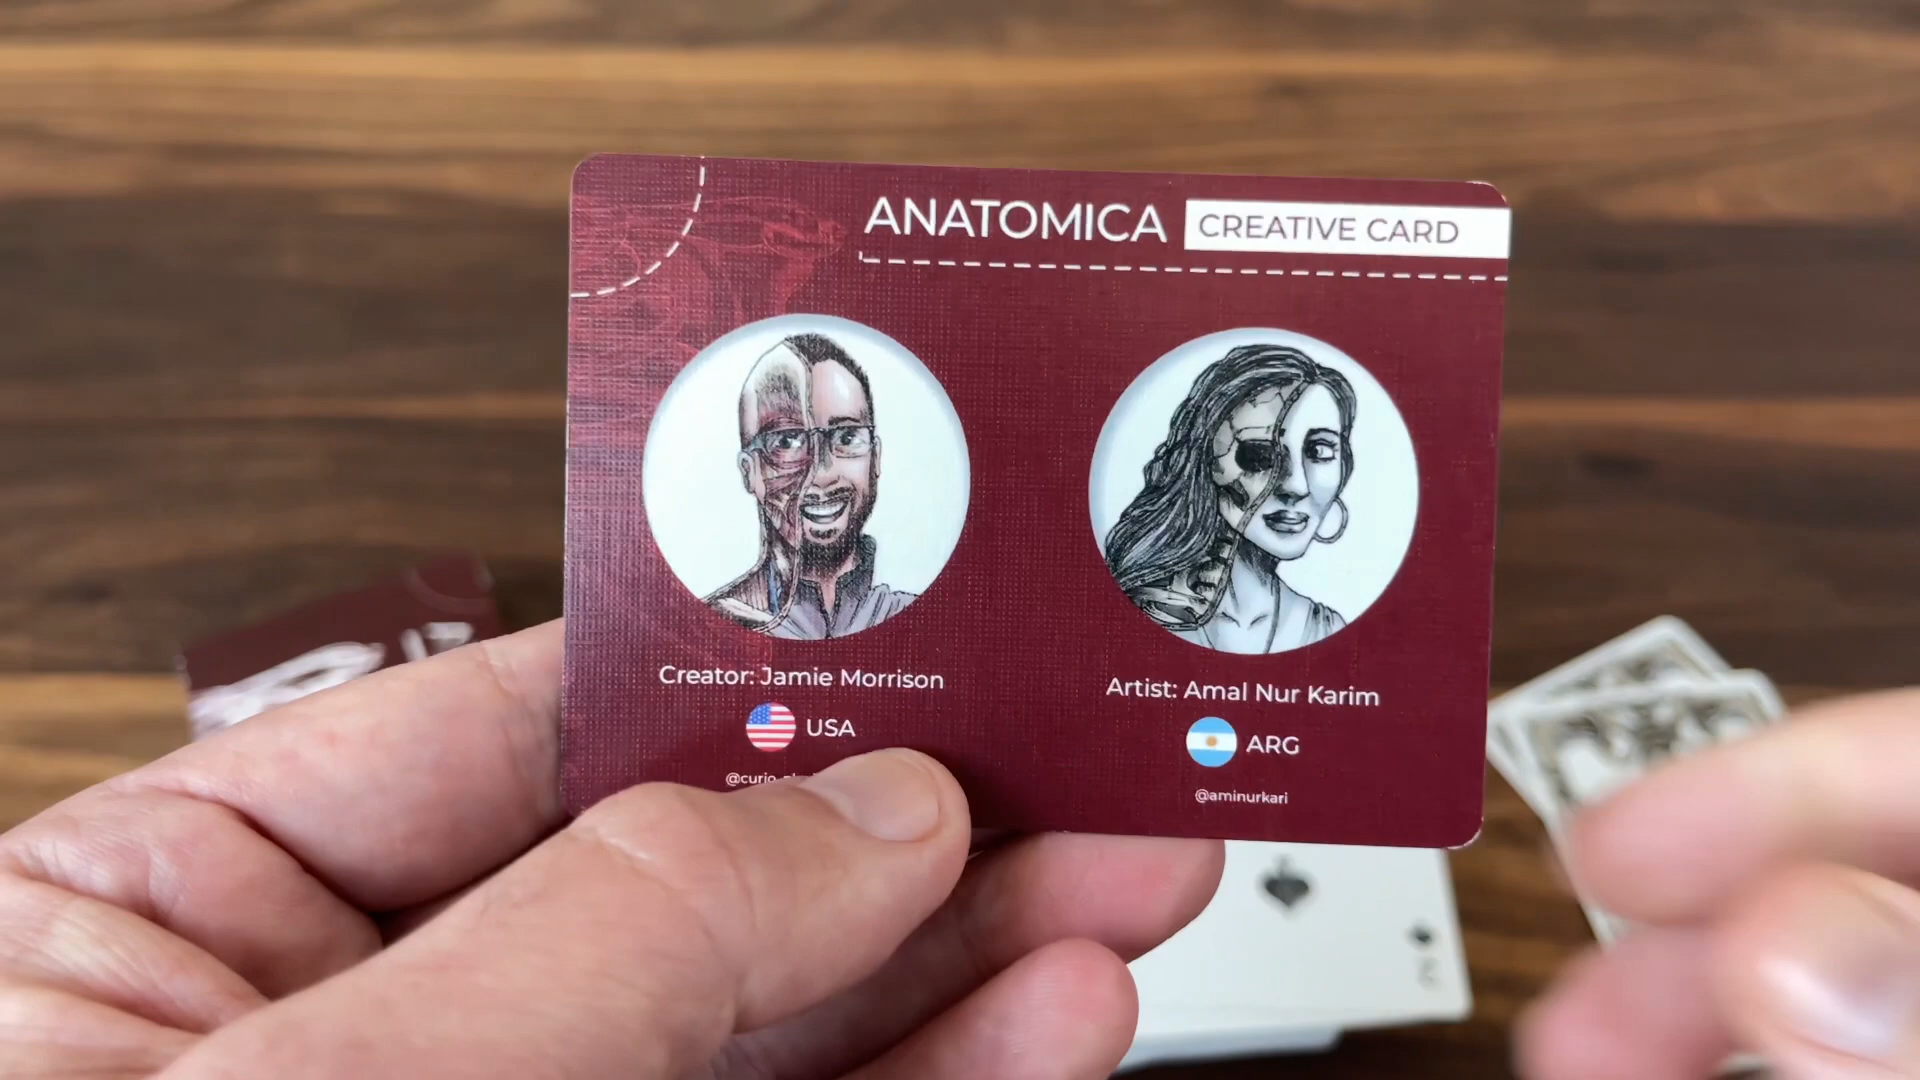 ANATOMICA CREATIVE CARD
Creator: Jamie Morrison
USA
Artist: Amal Nur Karim
ARG
@aminurkari